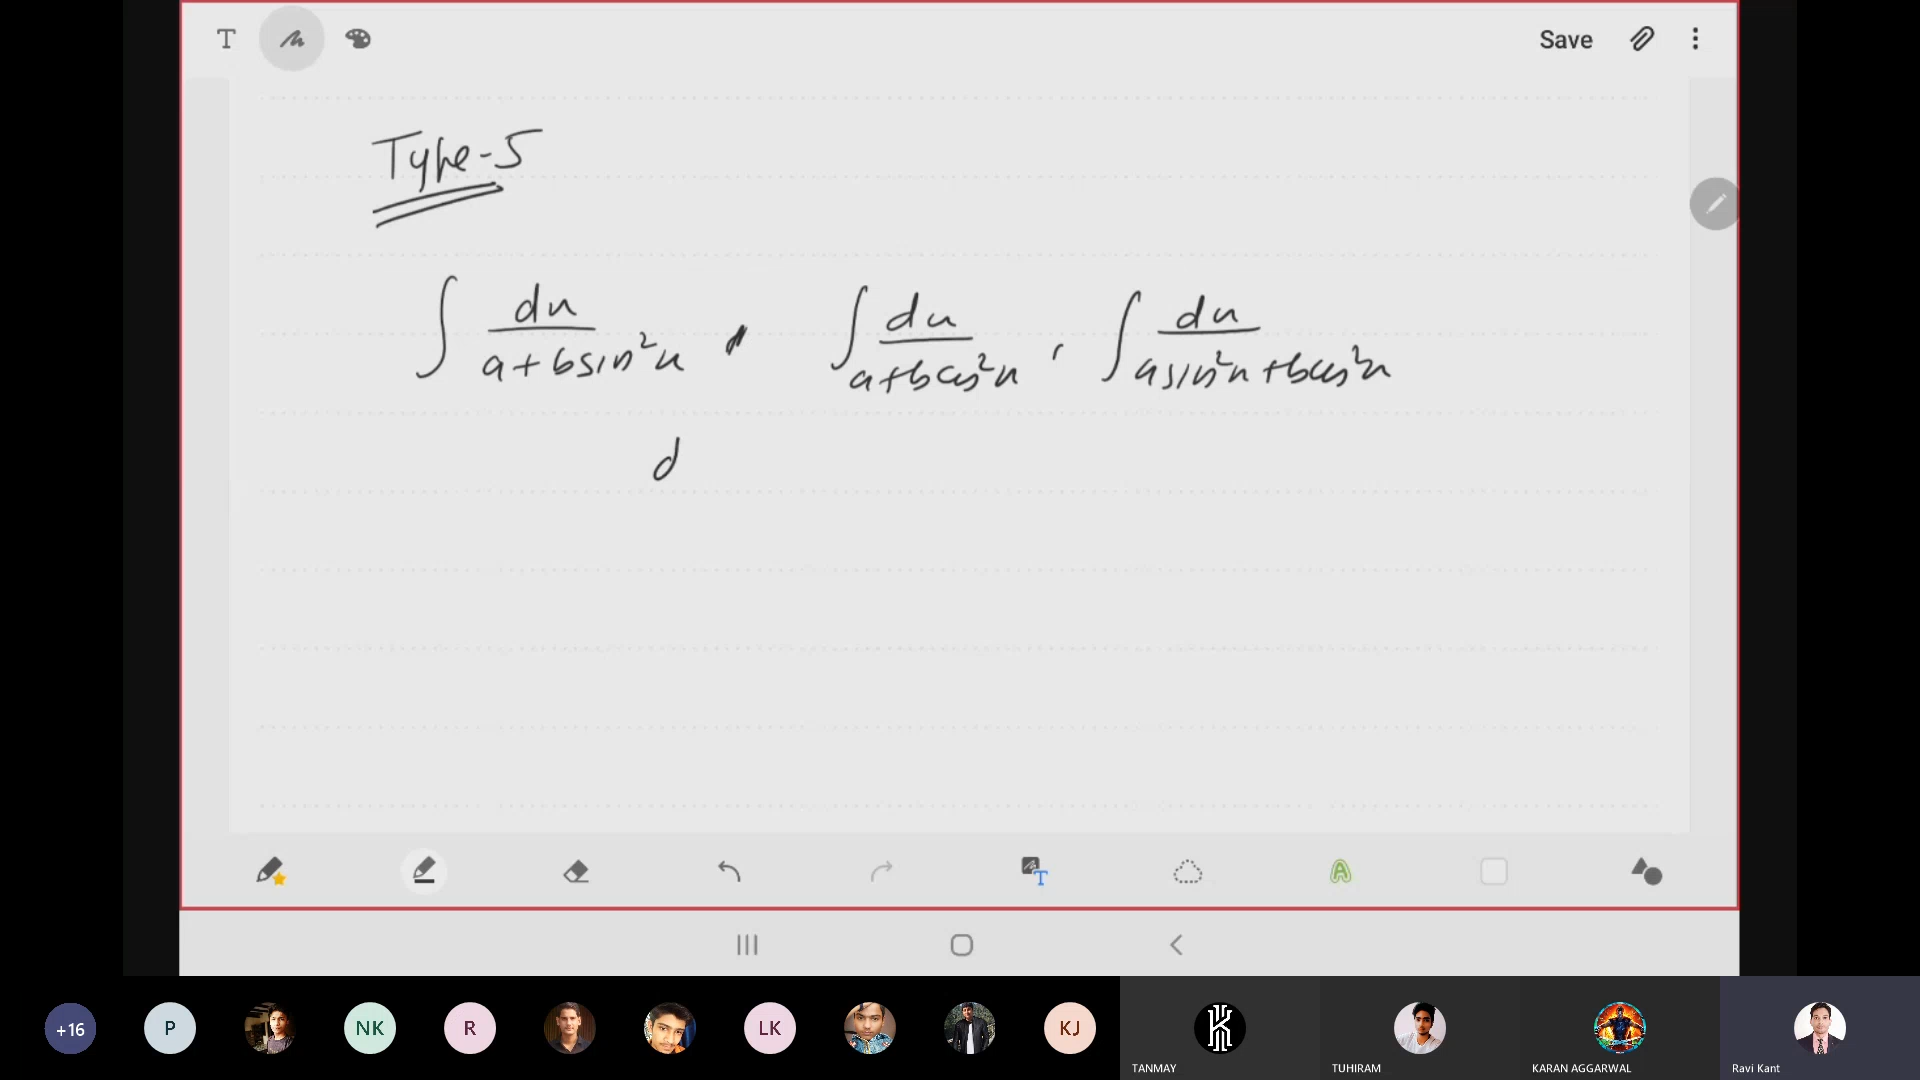 T Save
Type-5
∫ dx / a+bsin²x , ∫ dx / a+bcos²x , ∫ dx / asin²x+bcos²x
d
T A
+16 P NK R LK KJ
TANMAY TUHIRAM KARAN AGGARWAL Ravi Kant